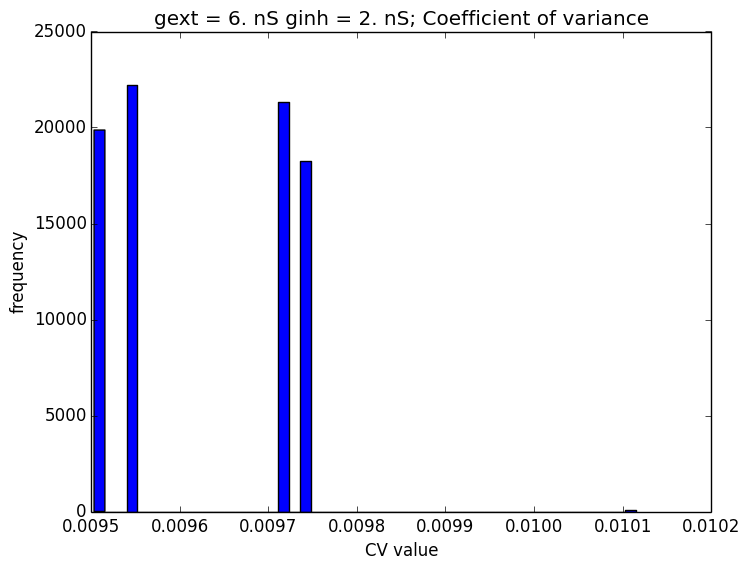 gext = 6. nS ginh = 2. nS; Coefficient of variance
25000
20000
15000
10000
5000
0
frequency
0.0095 0.0096 0.0097 0.0098 0.0099 0.0100 0.0101 0.0102
CV value